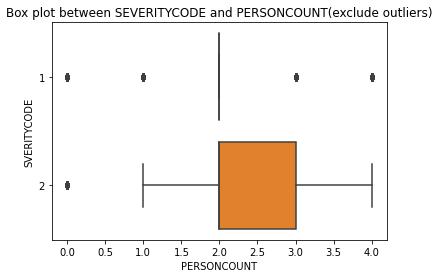 Box plot between SEVERITYCODE and PERSONCOUNT(exclude outliers)
1
2
SVERITYCODE
0.0 0.5 1.0 1.5 2.0 2.5 3.0 3.5 4.0
PERSONCOUNT